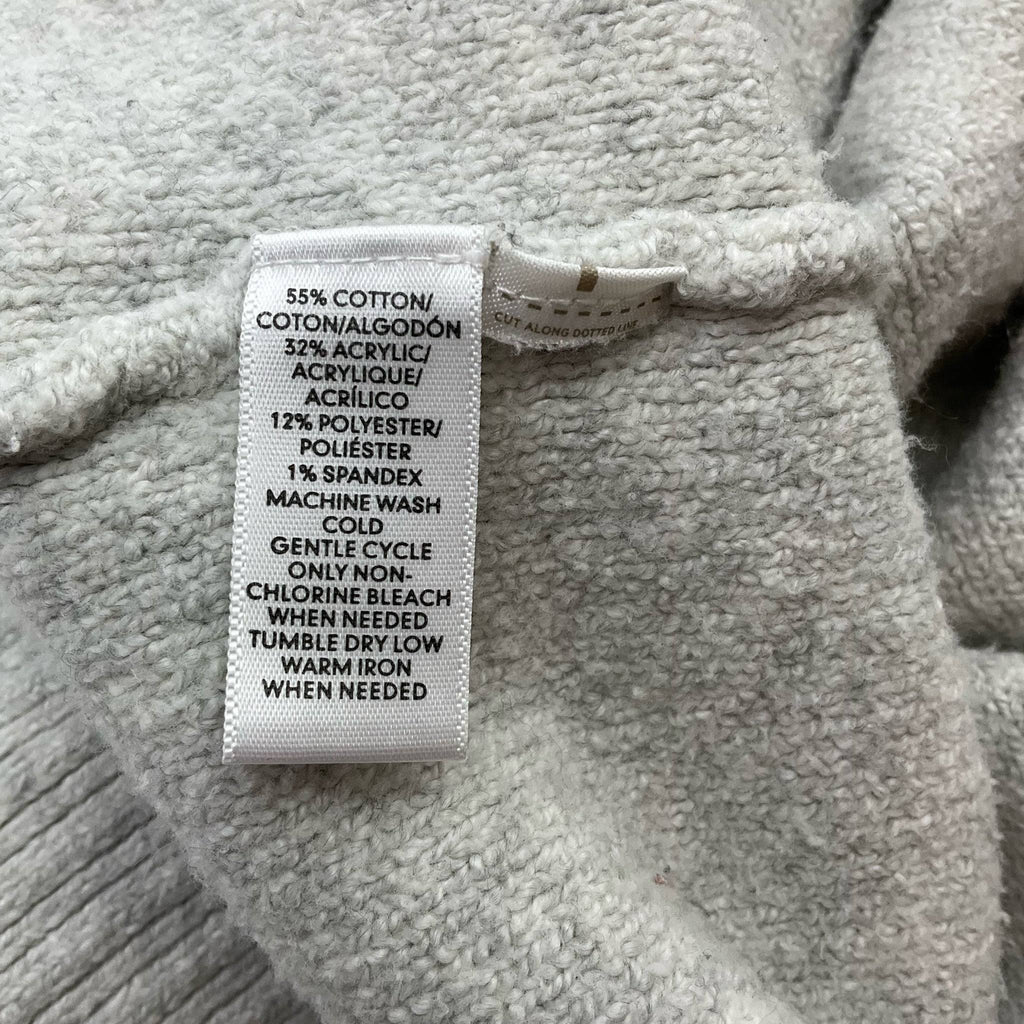 55% COTTON/
COTON/ALGODÓN
32% ACRYLIC/
ACRYLIQUE/
ACRÍLICO
12% POLYESTER/
POLIÉSTER
1% SPANDEX
MACHINE WASH
COLD
GENTLE CYCLE
ONLY NON-
CHLORINE BLEACH
WHEN NEEDED
TUMBLE DRY LOW
WARM IRON
WHEN NEEDED
CUT ALONG DOTTED LINE